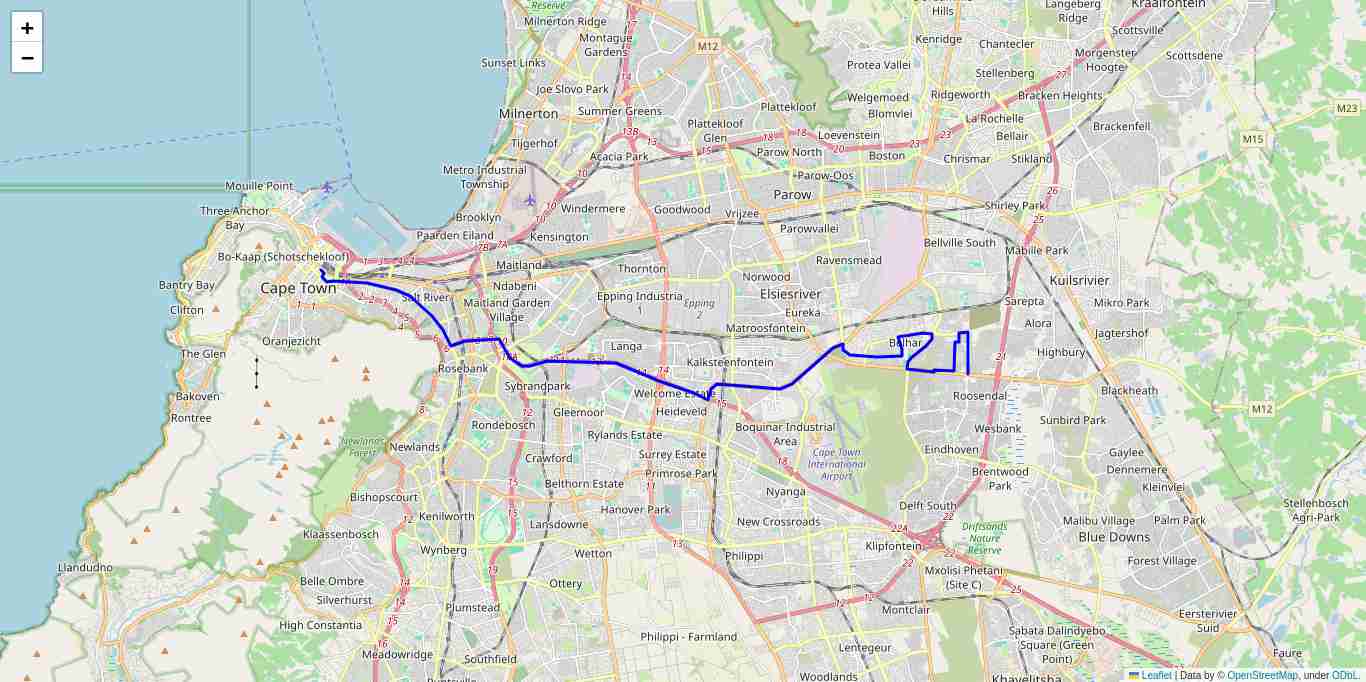 +
−
RESERVE
Milnerton Ridge
Montague
Gardens
M12
Hills
Kenridge
Langeberg
Ridge
Kraaifontein
Scottsville
Chantecler
Morgenster
Hoogte
Scottsdene
Sunset Links
Protea Vallei
Stellenberg
Joe Slovo Park
Summer Greens
Plattekloof
Welgemoed
Ridgeworth
Bracken Heights
M23
Milnerton
Plattekloof
Glen
Blomvlei
La Rochelle
Brackenfell
M15
Tijgerhof
Loevenstein
Bellair
Acacia Park
Parow North
Boston
Chrismar
Stikland
Metro Industrial
Township
Parow-Oos
Mouille Point
Parow
Three Anchor
Bay
Brooklyn
Windermere
Goodwood
Vrijzee
Shirley Park
Paarden Eiland
Kensington
Parowvallei
Bellville South
Mabille Park
Bo-Kaap (Schotschekloof)
Maitland
Thornton
Ravensmead
Kuilsrivier
Bantry Bay
Cape Town
Salt River
Ndabeni
Norwood
Elsiesriver
Sarepta
Mikro Park
Clifton
Maitland Garden
Village
Epping Industria
1
Epping
2
Eureka
Oranjezicht
Matroosfontein
Alora
Jagtershof
The Glen
Langa
Belhar
Highbury
Rosebank
Kalksteenfontein
Bakoven
Sybrandpark
Welcome Estate
Roosendal
Blackheath
Rontree
Gleemoor
Heideveld
M12
Rondebosch
Boquinar Industrial
Area
Wesbank
Sunbird Park
Newlands
Forest
Newlands
Rylands Estate
Cape Town
International
Airport
Eindhoven
Gaylee
Crawford
Surrey Estate
Dennemere
Belthorn Estate
Primrose Park
Brentwood
Park
Kleinvlei
Bishopscourt
Nyanga
Delft South
Stellenbosch
Agri-Park
Kenilworth
Hanover Park
Klaassenbosch
Lansdowne
New Crossroads
Driftsands
Nature
Reserve
Malibu Village
Palm Park
Blue Downs
Wynberg
Wetton
Philippi
Klipfontein
Forest Village
Llandudno
Belle Ombre
Ottery
Mxolisi Phetani
(Site C)
Silverhurst
Plumstead
Montclair
Eersterivier
Suid
High Constantia
Philippi - Farmland
Sabata Dalindyebo
Square (Green
Point)
Meadowridge
Southfield
Lentegeur
Faure
Woodlands
Khayelitsha
Leaflet | Data by © OpenStreetMap, under ODbL.